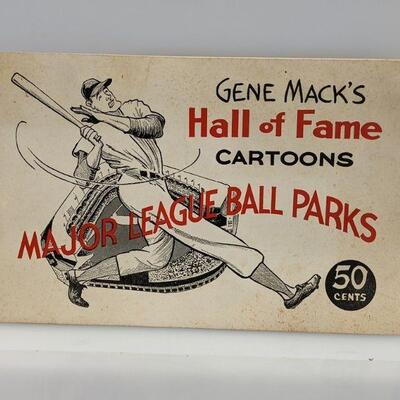 GENE MACK'S
Hall of Fame
CARTOONS
MAJOR LEAGUE BALL PARKS
50
CENTS